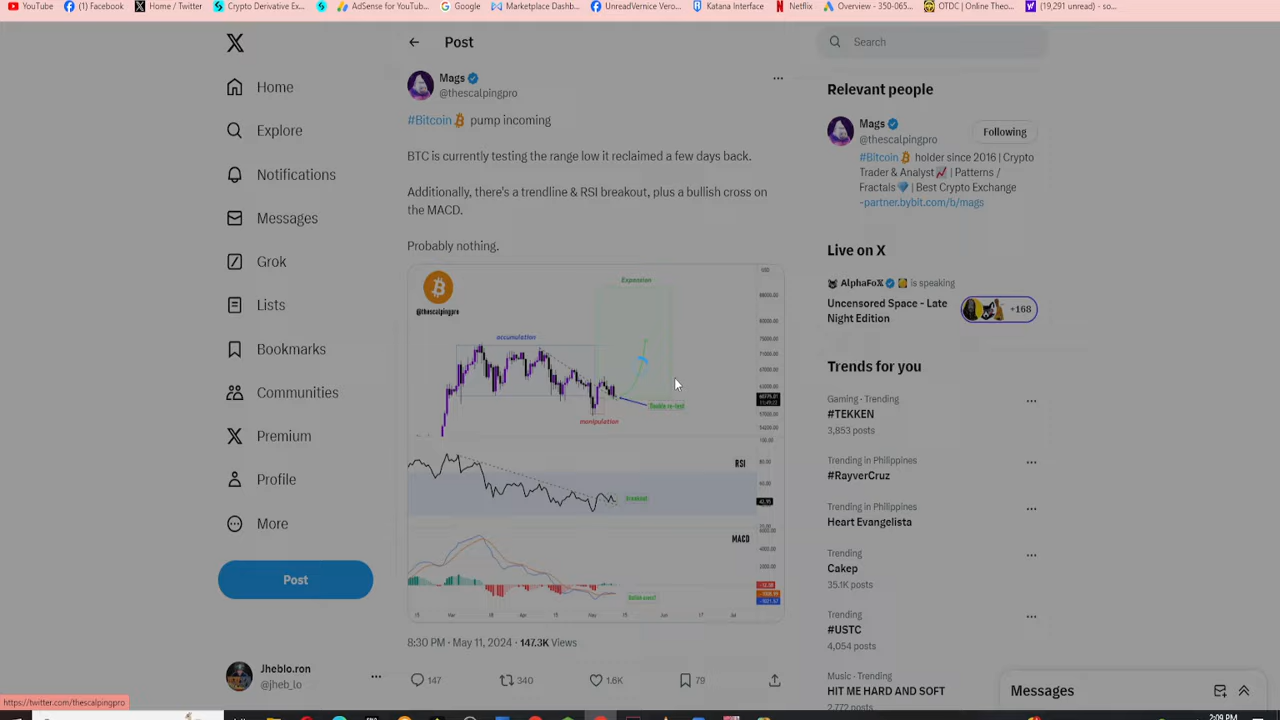 YouTube
(1) Facebook
Home / Twitter
Crypto Derivative Ex...
AdSense for YouTub...
Google
Marketplace Dashb...
UnreadVernice Vero...
Katana Interface
Netflix
Overview - 350-065...
OTDC | Online Theo...
(19,291 unread) - so...
Post
Search
Home
Explore
Notifications
Messages
Grok
Lists
Bookmarks
Communities
Premium
Profile
More
Post
Jheblo.ron
@jheb_lo
Mags
@thescalpingpro
#Bitcoin pump incoming
BTC is currently testing the range low it reclaimed a few days back.
Additionally, there's a trendline & RSI breakout, plus a bullish cross on
the MACD.
Probably nothing.
@thescalpingpro
Expansion
accumulation
manipulation
RSI
breakout
MACD
8:30 PM · May 11, 2024 · 147.3K Views
147
340
1.6K
79
Relevant people
Mags
Following
@thescalpingpro
#Bitcoin holder since 2016 | Crypto
Trader & Analyst | Patterns /
Fractals | Best Crypto Exchange
-partner.bybit.com/b/mags
Live on X
AlphaFoX is speaking
Uncensored Space - Late
Night Edition
+168
Trends for you
Gaming · Trending
#TEKKEN
3,853 posts
Trending in Philippines
#RayverCruz
Trending in Philippines
Heart Evangelista
Trending
Cakep
35.1K posts
Trending
#USTC
4,054 posts
Music · Trending
HIT ME HARD AND SOFT
2,772 posts
Messages
https://twitter.com/thescalpingpro
2:09 PM